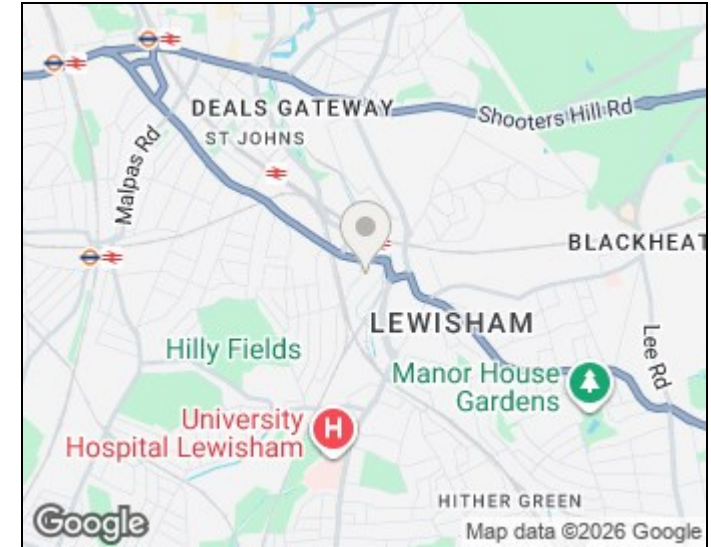 DEALS GATEWAY
Shooters Hill Rd
ST JOHNS
Malpas Rd
BLACKHEAT
LEWISHAM
Hilly Fields
Lee Rd
Manor House
Gardens
University
Hospital Lewisham
H
HITHER GREEN
Google
Map data ©2026 Google